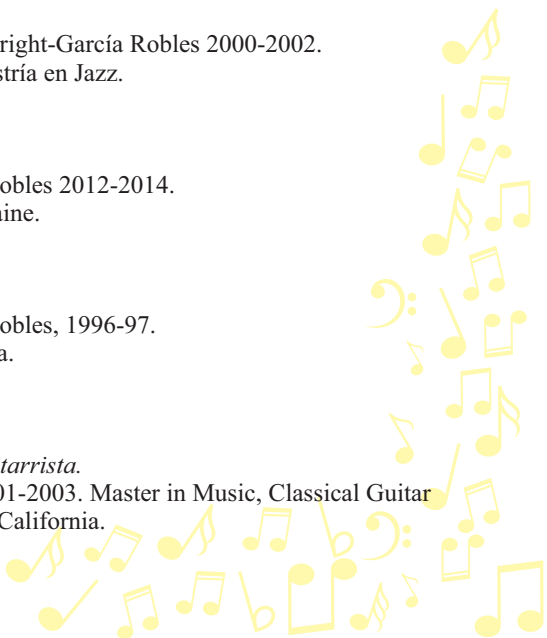 right-García Robles 2000-2002.
stría en Jazz.
obles 2012-2014.
aine.
obles, 1996-97.
a.
tarrista.
01-2003. Master in Music, Classical Guitar
California.